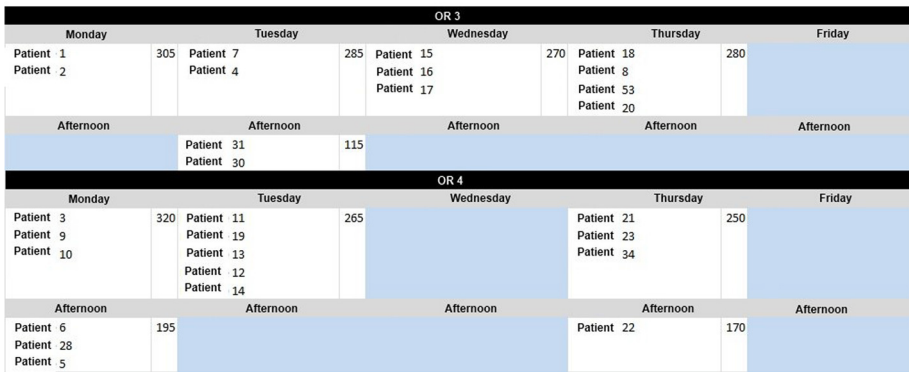 OR 3
Monday Tuesday Wednesday Thursday Friday
Patient 1 305 Patient 7 285 Patient 15 270 Patient 18 280
Patient 2 Patient 4 Patient 16 Patient 8
Patient 17 Patient 53
Patient 20
Afternoon Afternoon Afternoon Afternoon Afternoon
Patient 31 115
Patient 30
OR 4
Monday Tuesday Wednesday Thursday Friday
Patient 3 320 Patient 11 265 Patient 21 250
Patient 9 Patient 19 Patient 23
Patient 10 Patient 13 Patient 34
Patient 12
Patient 14
Afternoon Afternoon Afternoon Afternoon Afternoon
Patient 6 195 Patient 22 170
Patient 28
Patient 5